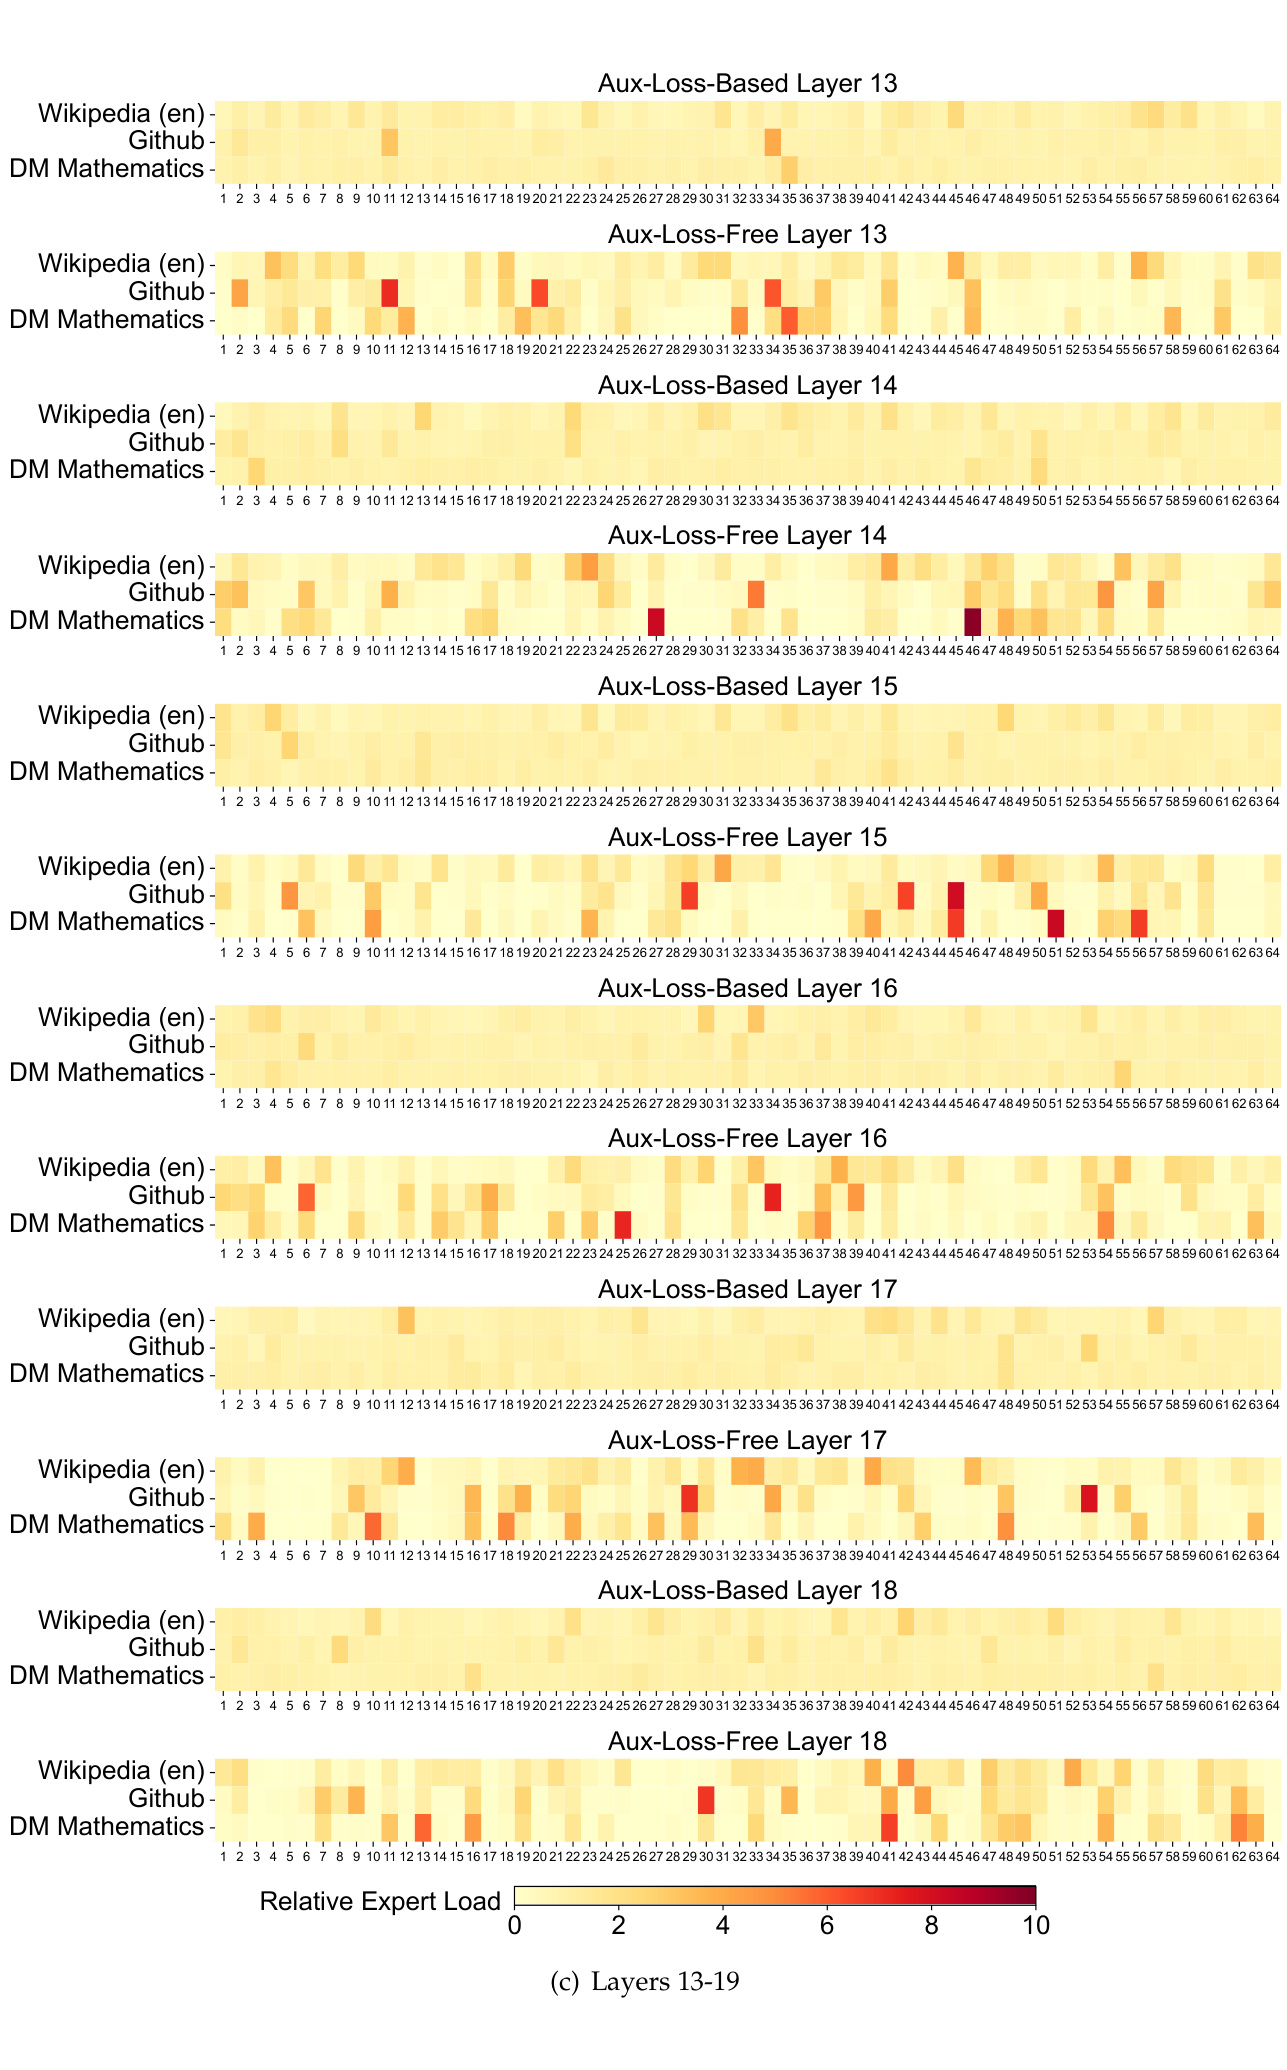 Aux-Loss-Based Layer 13
Wikipedia (en)
Github
DM Mathematics
1 2 3 4 5 6 7 8 9 10 11 12 13 14 15 16 17 18 19 20 21 22 23 24 25 26 27 28 29 30 31 32 33 34 35 36 37 38 39 40 41 42 43 44 45 46 47 48 49 50 51 52 53 54 55 56 57 58 59 60 61 62 63 64
Aux-Loss-Free Layer 13
Wikipedia (en)
Github
DM Mathematics
1 2 3 4 5 6 7 8 9 10 11 12 13 14 15 16 17 18 19 20 21 22 23 24 25 26 27 28 29 30 31 32 33 34 35 36 37 38 39 40 41 42 43 44 45 46 47 48 49 50 51 52 53 54 55 56 57 58 59 60 61 62 63 64
Aux-Loss-Based Layer 14
Wikipedia (en)
Github
DM Mathematics
1 2 3 4 5 6 7 8 9 10 11 12 13 14 15 16 17 18 19 20 21 22 23 24 25 26 27 28 29 30 31 32 33 34 35 36 37 38 39 40 41 42 43 44 45 46 47 48 49 50 51 52 53 54 55 56 57 58 59 60 61 62 63 64
Aux-Loss-Free Layer 14
Wikipedia (en)
Github
DM Mathematics
1 2 3 4 5 6 7 8 9 10 11 12 13 14 15 16 17 18 19 20 21 22 23 24 25 26 27 28 29 30 31 32 33 34 35 36 37 38 39 40 41 42 43 44 45 46 47 48 49 50 51 52 53 54 55 56 57 58 59 60 61 62 63 64
Aux-Loss-Based Layer 15
Wikipedia (en)
Github
DM Mathematics
1 2 3 4 5 6 7 8 9 10 11 12 13 14 15 16 17 18 19 20 21 22 23 24 25 26 27 28 29 30 31 32 33 34 35 36 37 38 39 40 41 42 43 44 45 46 47 48 49 50 51 52 53 54 55 56 57 58 59 60 61 62 63 64
Aux-Loss-Free Layer 15
Wikipedia (en)
Github
DM Mathematics
1 2 3 4 5 6 7 8 9 10 11 12 13 14 15 16 17 18 19 20 21 22 23 24 25 26 27 28 29 30 31 32 33 34 35 36 37 38 39 40 41 42 43 44 45 46 47 48 49 50 51 52 53 54 55 56 57 58 59 60 61 62 63 64
Aux-Loss-Based Layer 16
Wikipedia (en)
Github
DM Mathematics
1 2 3 4 5 6 7 8 9 10 11 12 13 14 15 16 17 18 19 20 21 22 23 24 25 26 27 28 29 30 31 32 33 34 35 36 37 38 39 40 41 42 43 44 45 46 47 48 49 50 51 52 53 54 55 56 57 58 59 60 61 62 63 64
Aux-Loss-Free Layer 16
Wikipedia (en)
Github
DM Mathematics
1 2 3 4 5 6 7 8 9 10 11 12 13 14 15 16 17 18 19 20 21 22 23 24 25 26 27 28 29 30 31 32 33 34 35 36 37 38 39 40 41 42 43 44 45 46 47 48 49 50 51 52 53 54 55 56 57 58 59 60 61 62 63 64
Aux-Loss-Based Layer 17
Wikipedia (en)
Github
DM Mathematics
1 2 3 4 5 6 7 8 9 10 11 12 13 14 15 16 17 18 19 20 21 22 23 24 25 26 27 28 29 30 31 32 33 34 35 36 37 38 39 40 41 42 43 44 45 46 47 48 49 50 51 52 53 54 55 56 57 58 59 60 61 62 63 64
Aux-Loss-Free Layer 17
Wikipedia (en)
Github
DM Mathematics
1 2 3 4 5 6 7 8 9 10 11 12 13 14 15 16 17 18 19 20 21 22 23 24 25 26 27 28 29 30 31 32 33 34 35 36 37 38 39 40 41 42 43 44 45 46 47 48 49 50 51 52 53 54 55 56 57 58 59 60 61 62 63 64
Aux-Loss-Based Layer 18
Wikipedia (en)
Github
DM Mathematics
1 2 3 4 5 6 7 8 9 10 11 12 13 14 15 16 17 18 19 20 21 22 23 24 25 26 27 28 29 30 31 32 33 34 35 36 37 38 39 40 41 42 43 44 45 46 47 48 49 50 51 52 53 54 55 56 57 58 59 60 61 62 63 64
Aux-Loss-Free Layer 18
Wikipedia (en)
Github
DM Mathematics
1 2 3 4 5 6 7 8 9 10 11 12 13 14 15 16 17 18 19 20 21 22 23 24 25 26 27 28 29 30 31 32 33 34 35 36 37 38 39 40 41 42 43 44 45 46 47 48 49 50 51 52 53 54 55 56 57 58 59 60 61 62 63 64
Relative Expert Load
0 2 4 6 8 10
(c) Layers 13-19